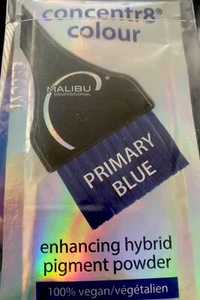 concentr8®
colour
MALIBU
PRIMARY
BLUE
enhancing hybrid
pigment powder
100% vegan/végétalien